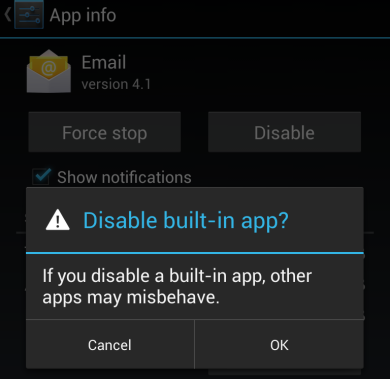 App info
Email
version 4.1
Force stop
Disable
Show notifications
Disable built-in app?
If you disable a built-in app, other
apps may misbehave.
Cancel
OK